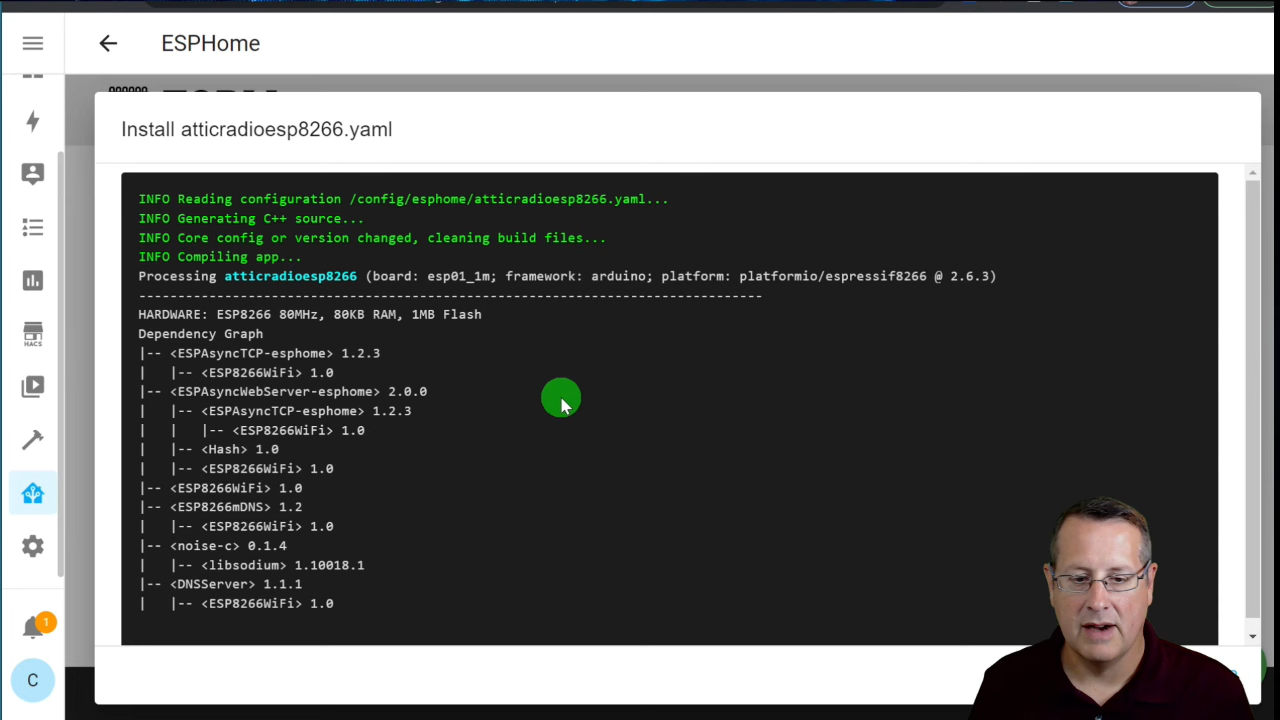 ESPHome
Install atticradioesp8266.yaml
INFO Reading configuration /config/esphome/atticradioesp8266.yaml...
INFO Generating C++ source...
INFO Core config or version changed, cleaning build files...
INFO Compiling app...
Processing atticradioesp8266 (board: esp01_1m; framework: arduino; platform: platformio/espressif8266 @ 2.6.3)
--------------------------------------------------------------------------------
HARDWARE: ESP8266 80MHz, 80KB RAM, 1MB Flash
Dependency Graph
|-- <ESPAsyncTCP-esphome> 1.2.3
|   |-- <ESP8266WiFi> 1.0
|-- <ESPAsyncWebServer-esphome> 2.0.0
|   |-- <ESPAsyncTCP-esphome> 1.2.3
|   |   |-- <ESP8266WiFi> 1.0
|   |-- <Hash> 1.0
|   |-- <ESP8266WiFi> 1.0
|-- <ESP8266WiFi> 1.0
|-- <ESP8266mDNS> 1.2
|   |-- <ESP8266WiFi> 1.0
|-- <noise-c> 0.1.4
|   |-- <libsodium> 1.10018.1
|-- <DNSServer> 1.1.1
|   |-- <ESP8266WiFi> 1.0
HACS
1
C